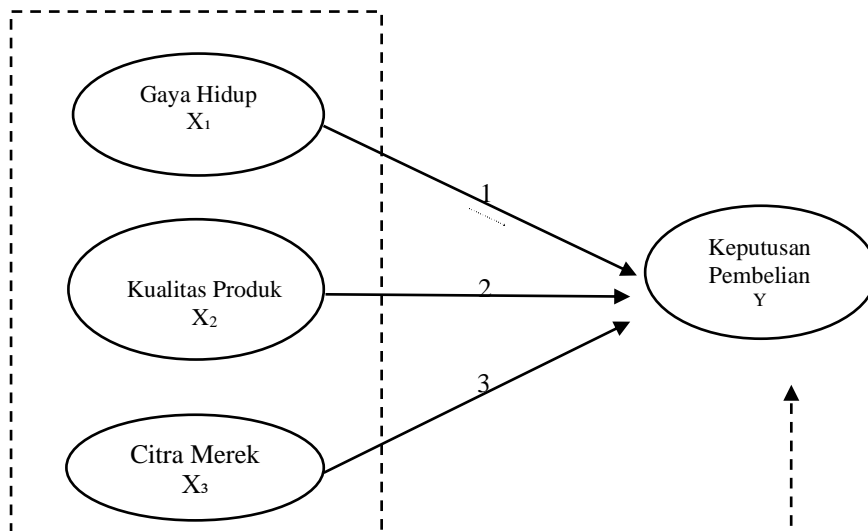 Gaya Hidup
X₁
1
Keputusan
Pembelian
Y
Kualitas Produk
X₂
2
3
Citra Merek
X₃